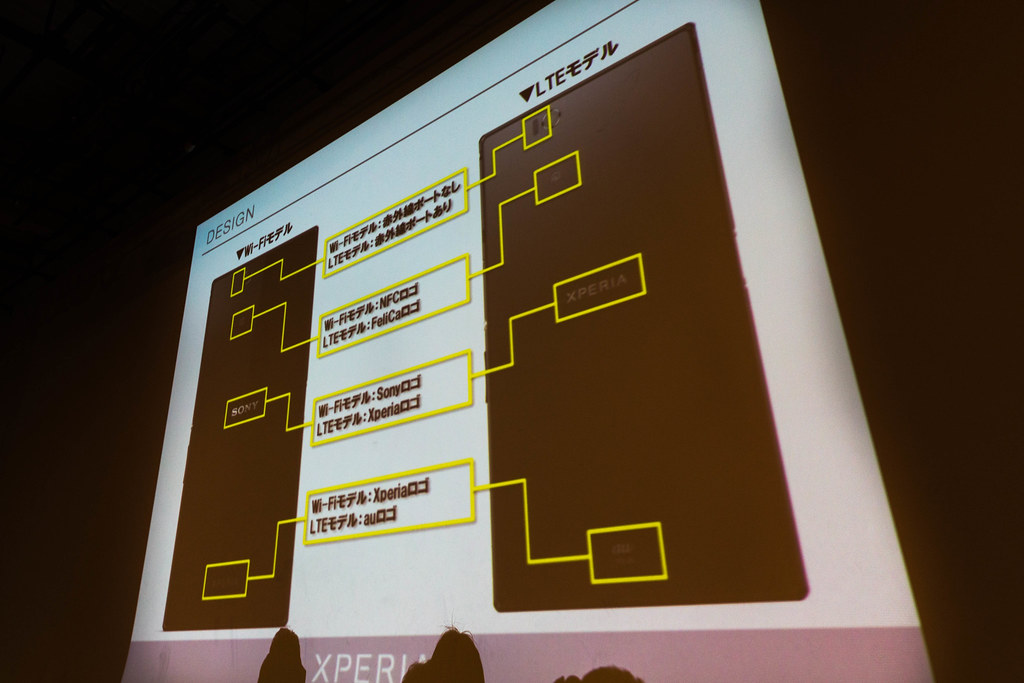 DESIGN
▼Wi-Fiモデル
▼LTEモデル
Wi-Fiモデル：赤外線ポートなし
LTEモデル：赤外線ポートあり
Wi-Fiモデル：NFCロゴ
LTEモデル：FeliCaロゴ
Wi-Fiモデル：Sonyロゴ
LTEモデル：Xperiaロゴ
Wi-Fiモデル：Xperiaロゴ
LTEモデル：auロゴ
SONY
XPERIA
au
XPERIA